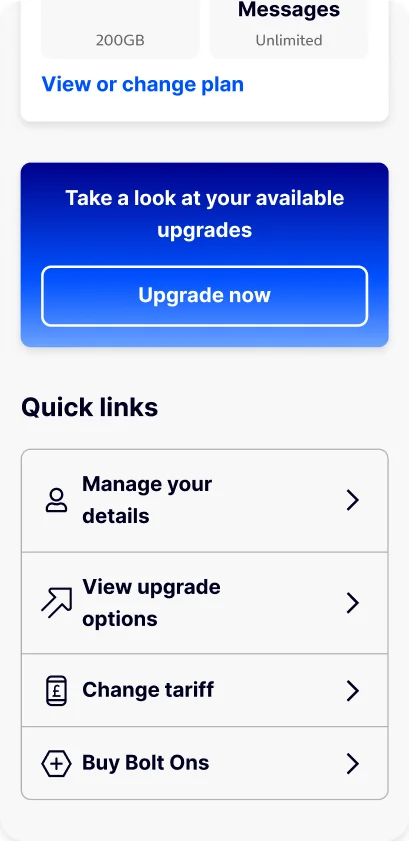 Messages
200GB
Unlimited
View or change plan
Take a look at your available
upgrades
Upgrade now
Quick links
Manage your
details
View upgrade
options
£
Change tariff
Buy Bolt Ons